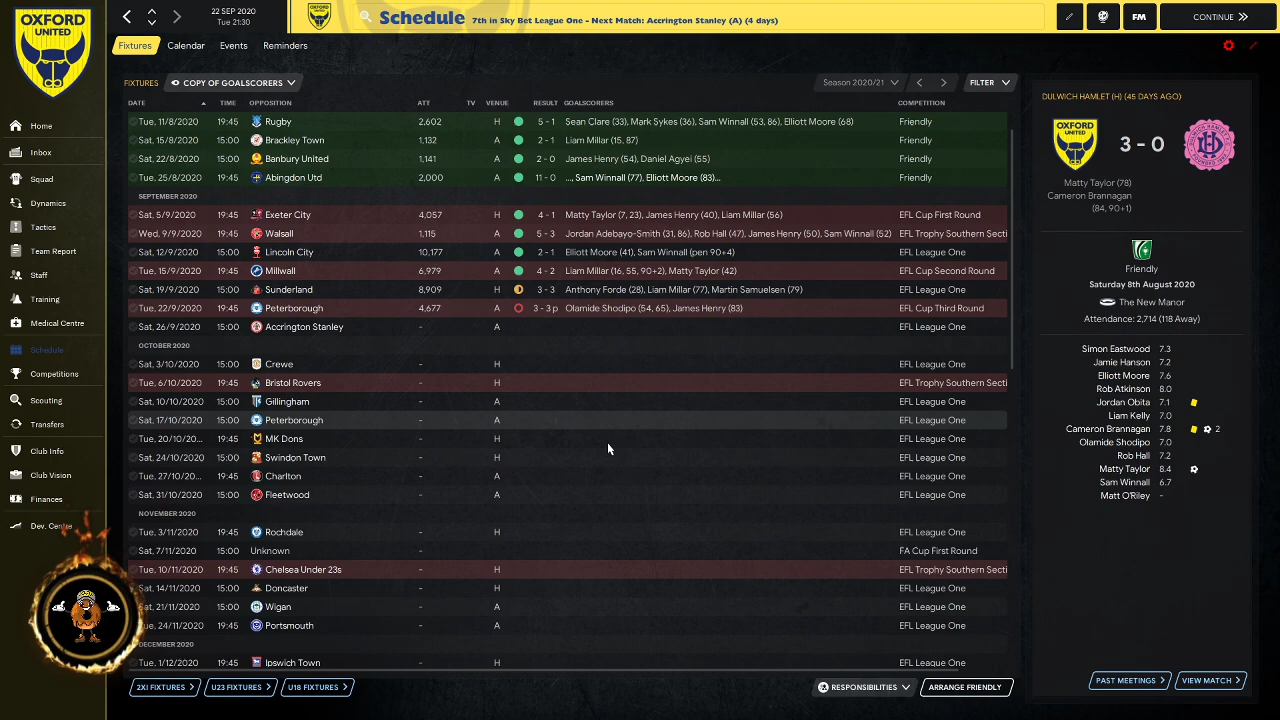 22 SEP 2020
Tue 21:30
Schedule
7th in Sky Bet League One - Next Match: Accrington Stanley (A) (4 days)
FM
CONTINUE
OXFORD UNITED
Fixtures Calendar Events Reminders
Home
Inbox
Squad
Dynamics
Tactics
Team Report
Staff
Training
Medical Centre
Schedule
Competitions
Scouting
Transfers
Club Info
Club Vision
Finances
Dev. Centre
FIXTURES COPY OF GOALSCORERS Season 2020/21 FILTER
DATE TIME OPPOSITION ATT TV VENUE RESULT GOALSCORERS COMPETITION
Tue, 11/8/2020 19:45 Rugby 2,602 H 5 - 1 Sean Clare (33), Mark Sykes (36), Sam Winnall (53, 86), Elliott Moore (68) Friendly
Sat, 15/8/2020 19:45 Brackley Town 1,132 A 2 - 1 Liam Millar (15, 87) Friendly
Sat, 22/8/2020 19:45 Banbury United 1,141 A 2 - 0 James Henry (54), Daniel Agyei (55) Friendly
Tue, 25/8/2020 19:45 Abingdon Utd 2,000 A 11 - 0 ..., Sam Winnall (77), Elliott Moore (83)... Friendly
SEPTEMBER 2020
Sat, 5/9/2020 19:45 Exeter City 4,057 H 4 - 1 Matty Taylor (7, 23), James Henry (40), Liam Millar (56) EFL Cup First Round
Wed, 9/9/2020 19:45 Walsall 1,115 A 5 - 3 Jordan Adebayo-Smith (31, 86), Rob Hall (47), James Henry (50), Sam Winnall (52) EFL Trophy Southern Secti
Sat, 12/9/2020 19:45 Lincoln City 10,177 A 2 - 1 Elliott Moore (41), Sam Winnall (pen 90+4) EFL League One
Tue, 15/9/2020 19:45 Millwall 6,979 A 4 - 2 Liam Millar (16, 55, 90+2), Matty Taylor (42) EFL Cup Second Round
Sat, 19/9/2020 15:00 Sunderland 8,909 H 3 - 3 Anthony Forde (28), Liam Millar (77), Martin Samuelsen (79) EFL League One
Tue, 22/9/2020 19:45 Peterborough 4,677 A 3 - 3 p Olamide Shodipo (54, 65), James Henry (83) EFL Cup Third Round
Sat, 26/9/2020 15:00 Accrington Stanley - A EFL League One
OCTOBER 2020
Sat, 3/10/2020 15:00 Crewe - H EFL League One
Tue, 6/10/2020 19:45 Bristol Rovers - H EFL Trophy Southern Secti
Sat, 10/10/2020 15:00 Gillingham - A EFL League One
Sat, 17/10/2020 15:00 Peterborough - A EFL League One
Tue, 20/10/20... 19:45 MK Dons - H EFL League One
Sat, 24/10/2020 15:00 Swindon Town - H EFL League One
Tue, 27/10/20... 19:45 Charlton - A EFL League One
Sat, 31/10/2020 15:00 Fleetwood - A EFL League One
NOVEMBER 2020
Tue, 3/11/2020 19:45 Rochdale - H EFL League One
Sat, 7/11/2020 15:00 Unknown - FA Cup First Round
Tue, 10/11/2020 19:45 Chelsea Under 23s - H EFL Trophy Southern Secti
Sat, 14/11/2020 15:00 Doncaster - H EFL League One
Sat, 21/11/2020 15:00 Wigan - A EFL League One
Tue, 24/11/2020 19:45 Portsmouth - A EFL League One
DECEMBER 2020
Tue, 1/12/2020 19:45 Ipswich Town - H EFL League One
2XI FIXTURES U23 FIXTURES U18 FIXTURES RESPONSIBILITIES ARRANGE FRIENDLY
DULWICH HAMLET (H) (45 DAYS AGO)
OXFORD UNITED 3 - 0
Matty Taylor (78)
Cameron Brannagan
(84, 90+1)
Friendly
Saturday 8th August 2020
The New Manor
Attendance: 2,714 (118 Away)
Simon Eastwood 7.3
Jamie Hanson 7.2
Elliott Moore 7.6
Rob Atkinson 8.0
Jordan Obita 7.1
Liam Kelly 7.0
Cameron Brannagan 7.8 2
Olamide Shodipo 7.0
Rob Hall 7.2
Matty Taylor 8.4
Sam Winnall 6.7
Matt O'Riley -
PAST MEETINGS VIEW MATCH